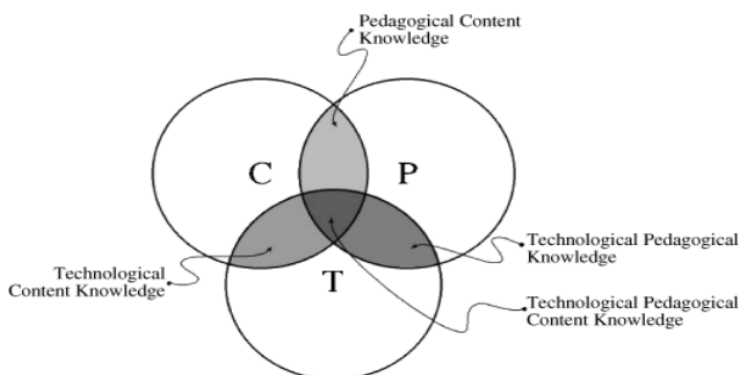 Pedagogical Content
Knowledge
C
P
Technological Pedagogical
Knowledge
Technological
Content Knowledge
T
Technological Pedagogical
Content Knowledge